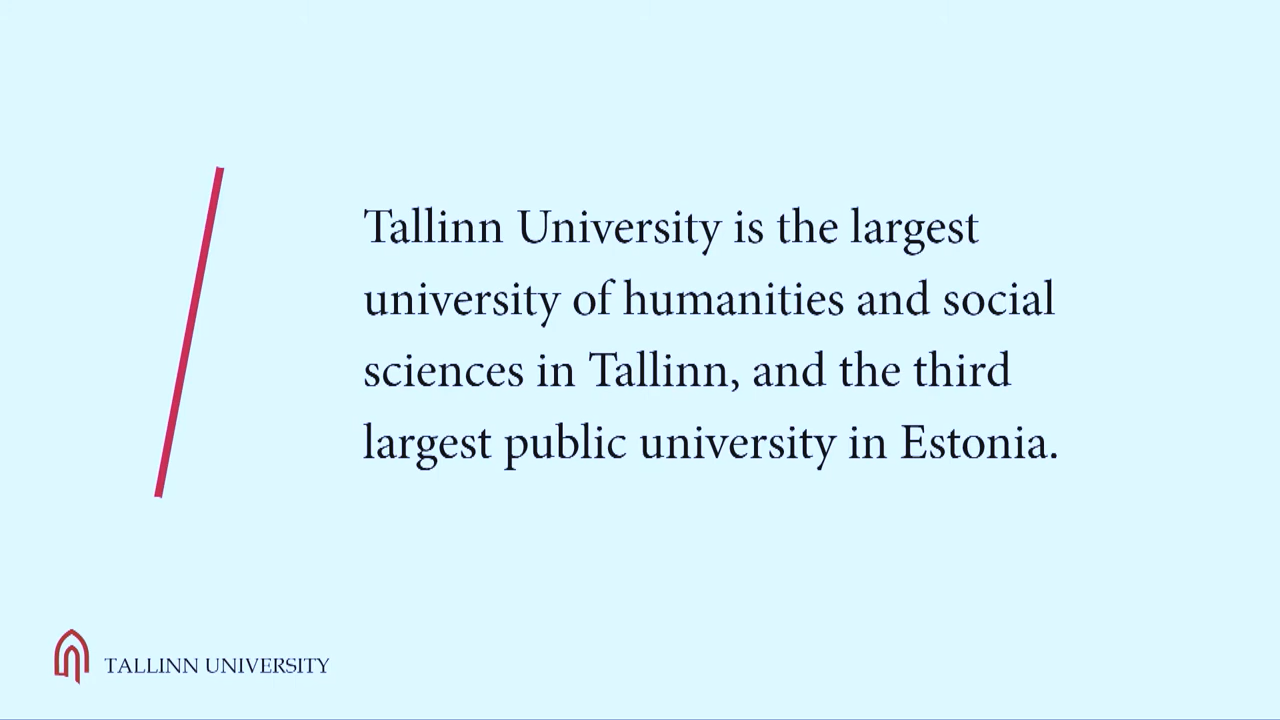 Tallinn University is the largest
university of humanities and social
sciences in Tallinn, and the third
largest public university in Estonia.
TALLINN UNIVERSITY